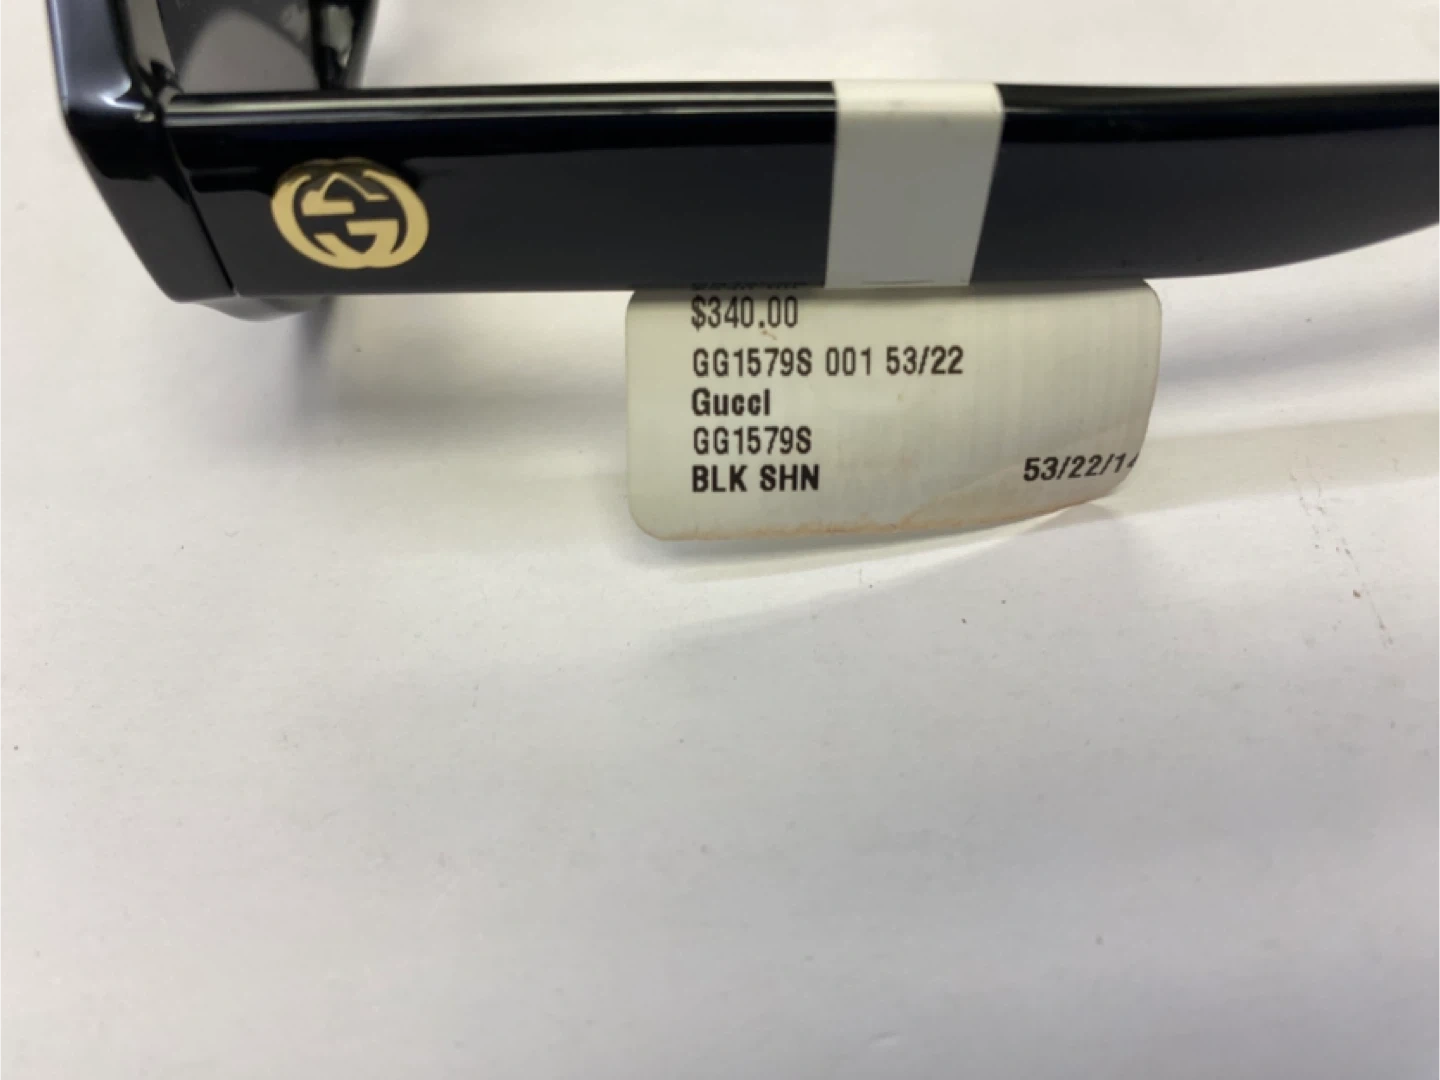 $340.00
GG1579S 001 53/22
Gucci
GG1579S
BLK SHN 53/22/14